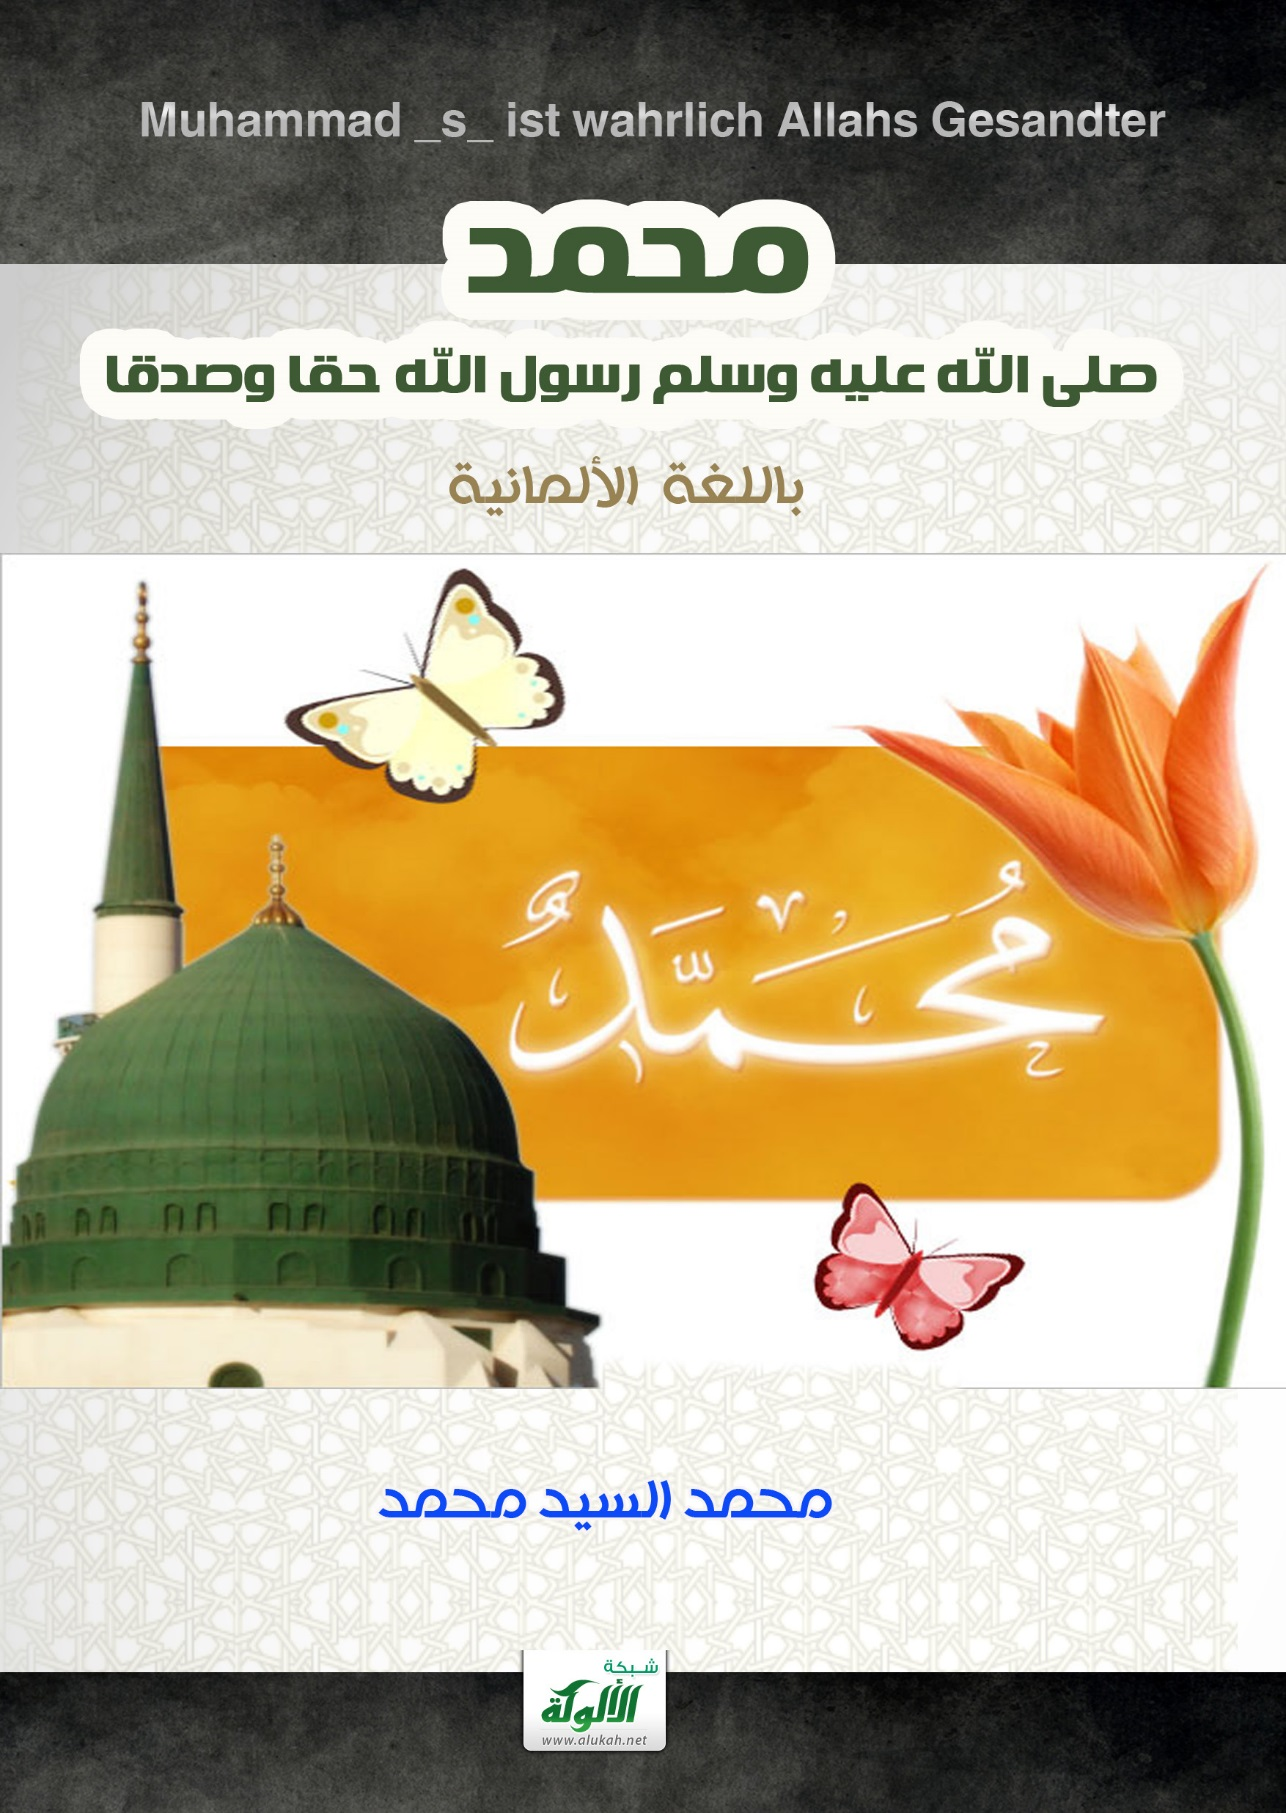 Muhammad _s_ ist wahrlich Allahs Gesandter
محمد
صلى الله عليه وسلم رسول الله حقا وصدقا
باللغة الألمانية
مُحَمَّدٌ
محمد السيد محمد
شبكة
الألوكة
www.alukah.net